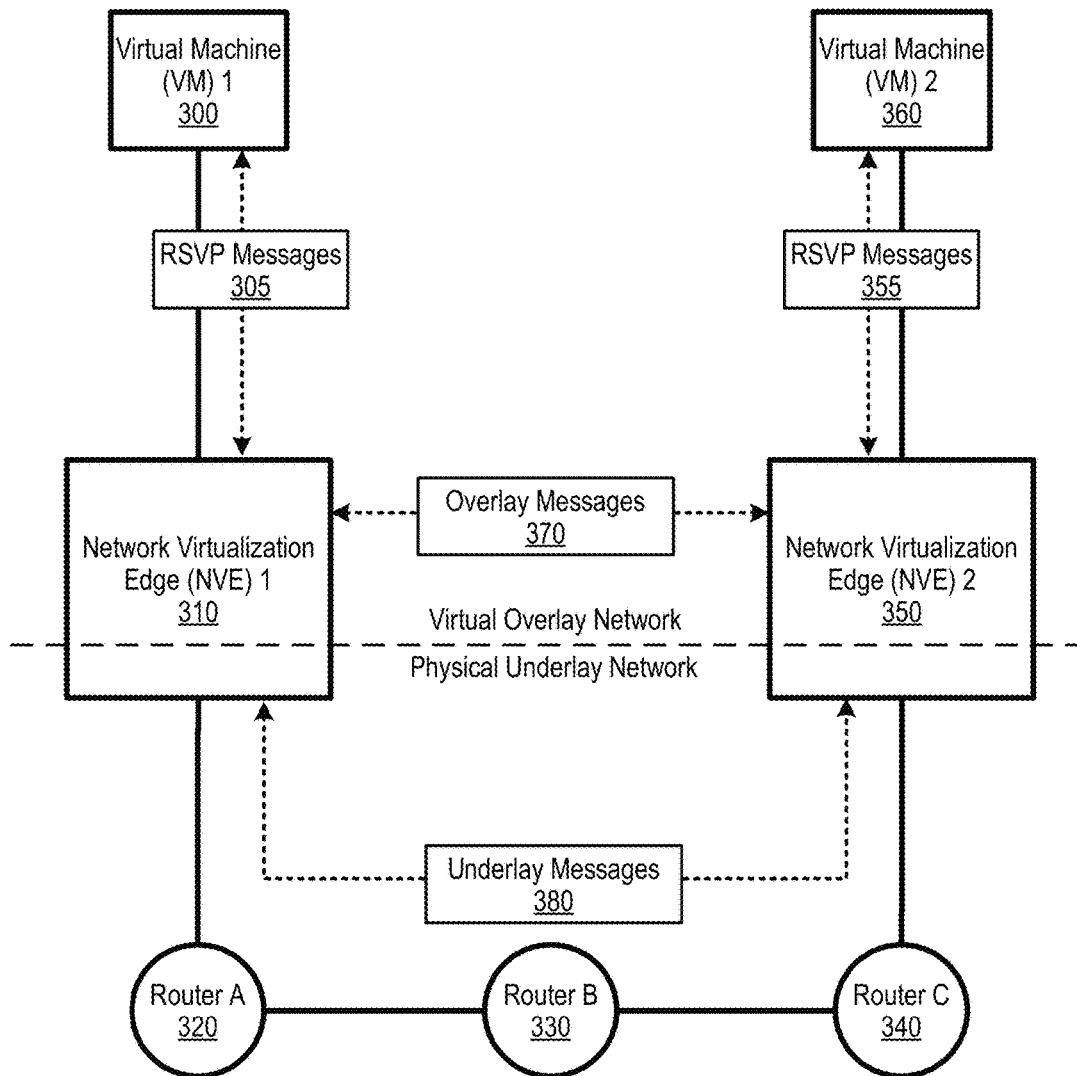 Virtual Machine
(VM) 1
300
Virtual Machine
(VM) 2
360
RSVP Messages
305
RSVP Messages
355
Overlay Messages
370
Network Virtualization
Edge (NVE) 1
310
Network Virtualization
Edge (NVE) 2
350
Virtual Overlay Network
Physical Underlay Network
Underlay Messages
380
Router A
320
Router B
330
Router C
340